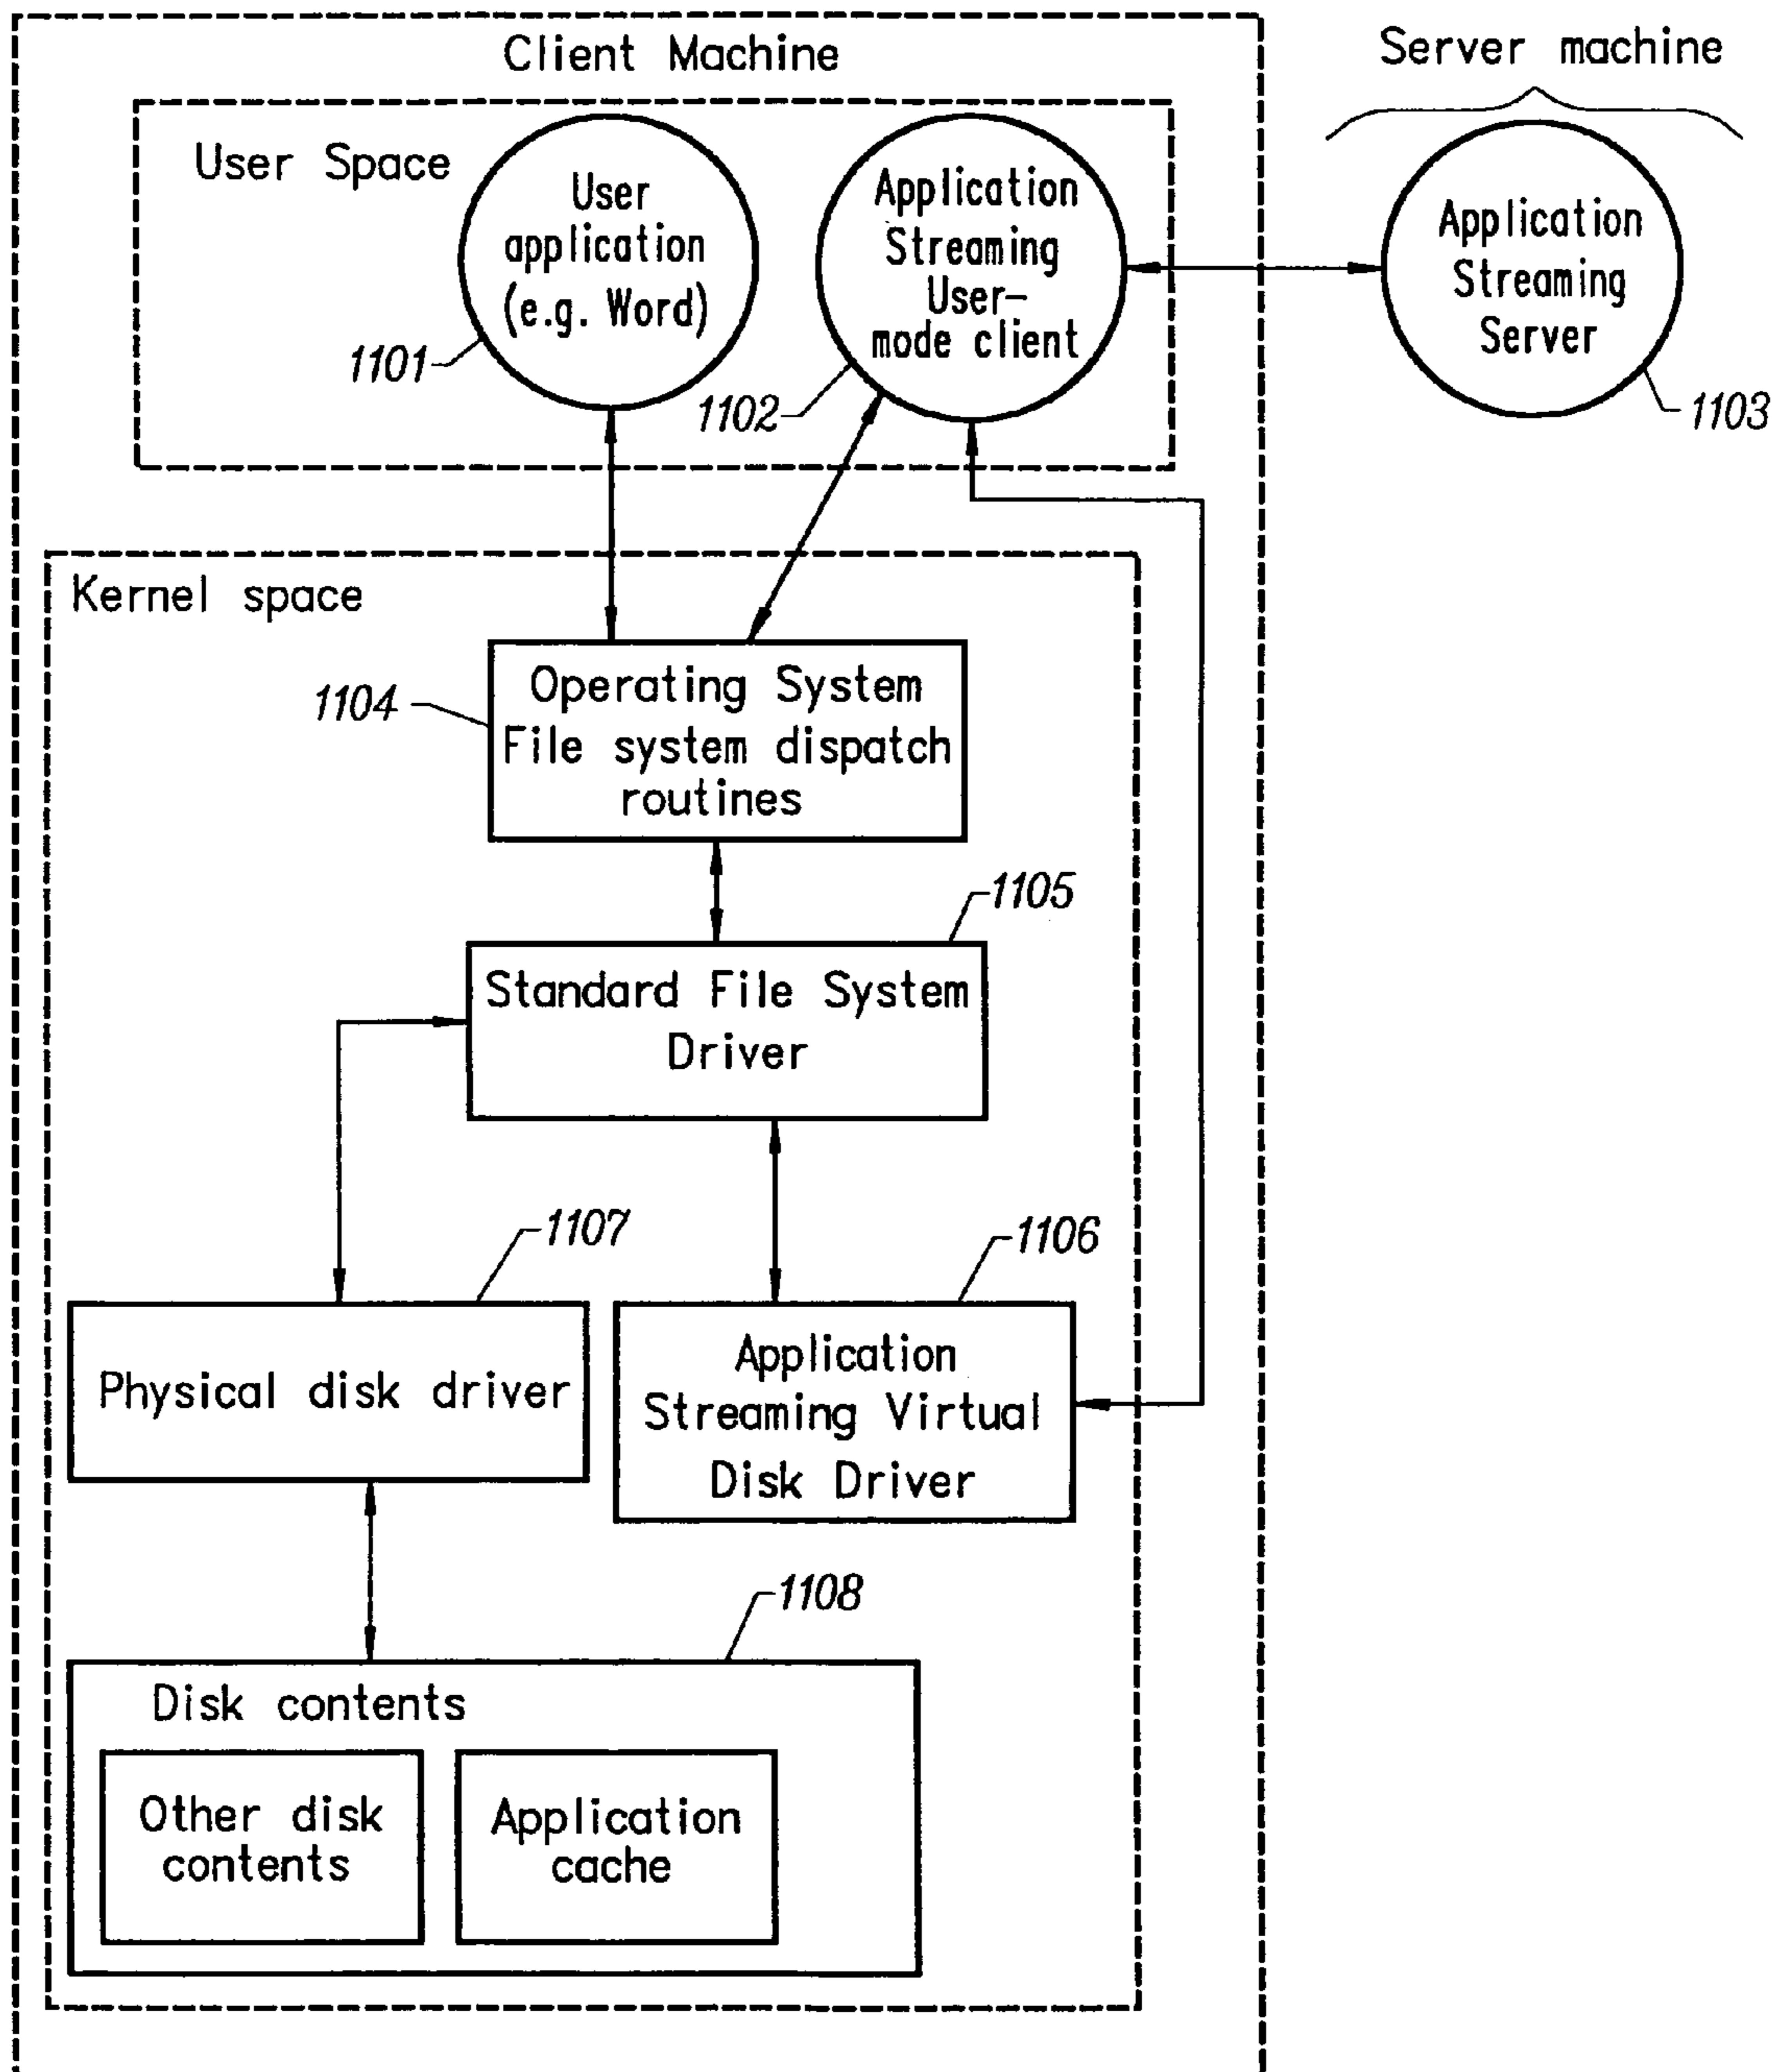 Client Machine
Server machine
User Space
User
application
(e.g. Word)
1101
Application
Streaming
User-
mode client
1102
Application
Streaming
Server
1103
Kernel space
Operating System
File system dispatch
routines
1104
1105
Standard File System
Driver
1107
1106
Physical disk driver
Application
Streaming Virtual
Disk Driver
1108
Disk contents
Other disk
contents
Application
cache